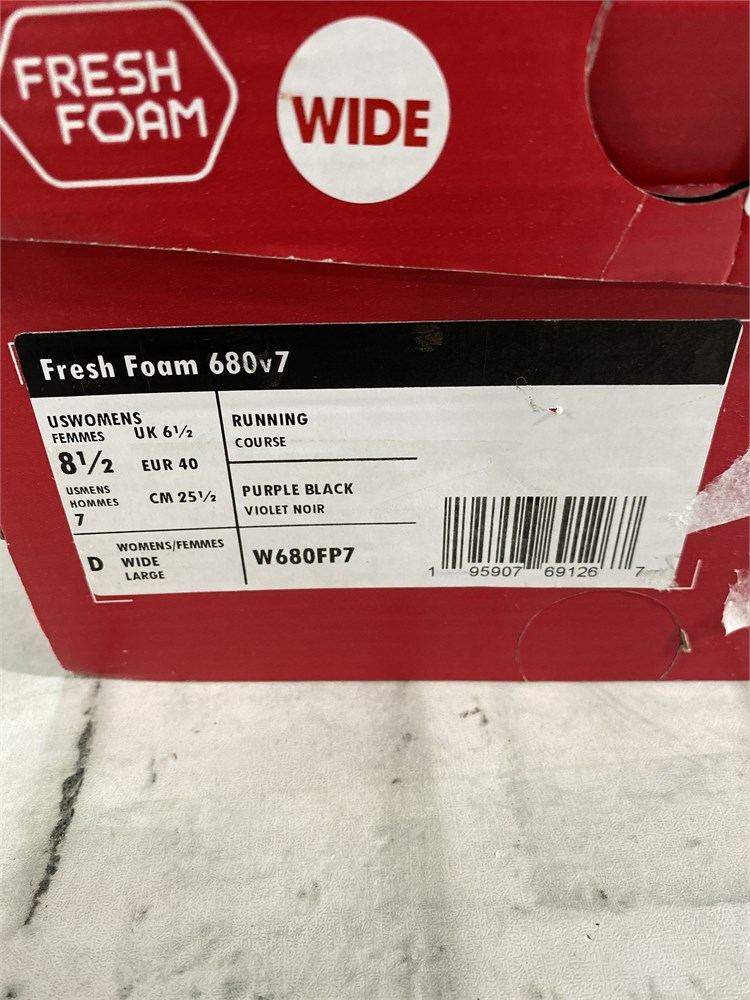 FRESH
FOAM
WIDE
Fresh Foam 680v7
USWOMENS
FEMMES UK 6½
8½ EUR 40
USMENS
HOMMES CM 25½
7
RUNNING
COURSE
PURPLE BLACK
VIOLET NOIR
D WOMENS/FEMMES
WIDE
LARGE
W680FP7
1 95907 69126 7